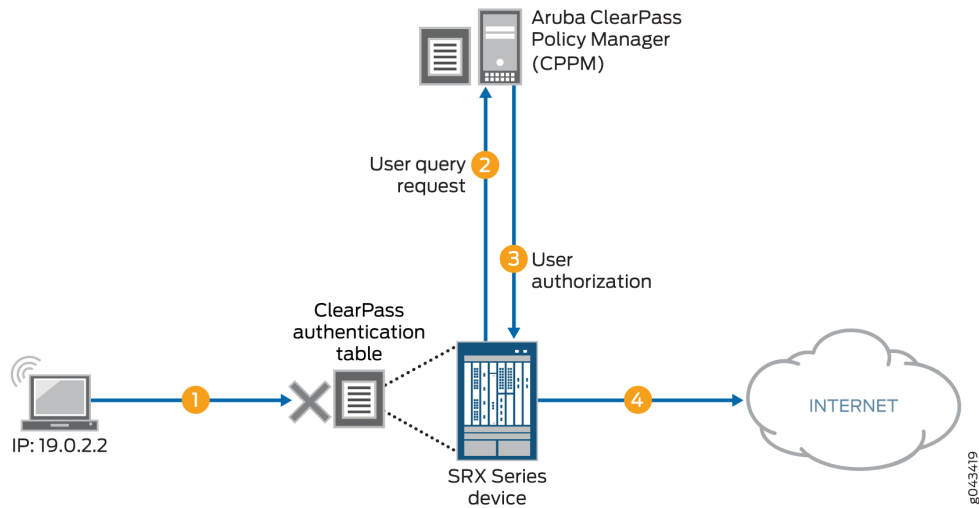 Aruba ClearPass
Policy Manager
(CPPM)
User query
request
2
3
User
authorization
ClearPass
authentication
table
1
4
INTERNET
IP: 19.0.2.2
SRX Series
device
g043419